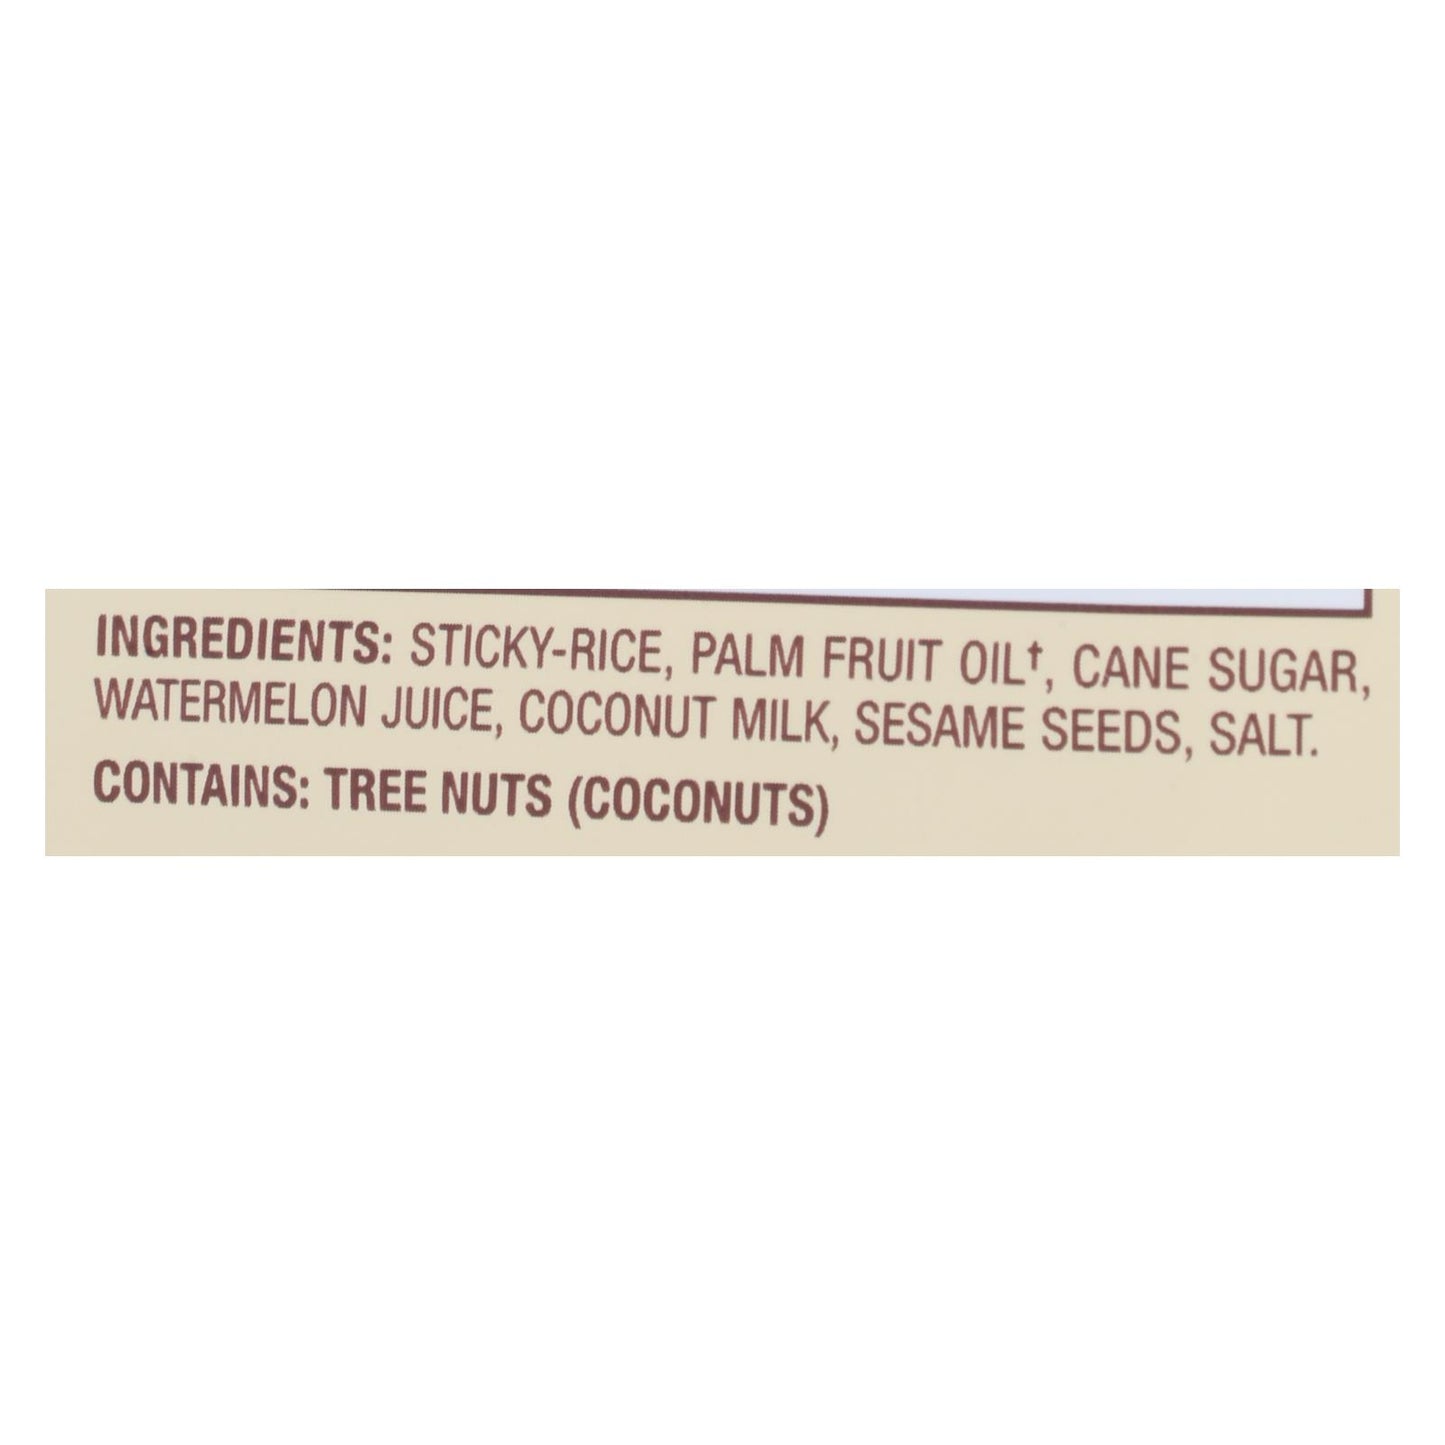 INGREDIENTS: STICKY-RICE, PALM FRUIT OIL†, CANE SUGAR,
WATERMELON JUICE, COCONUT MILK, SESAME SEEDS, SALT.
CONTAINS: TREE NUTS (COCONUTS)